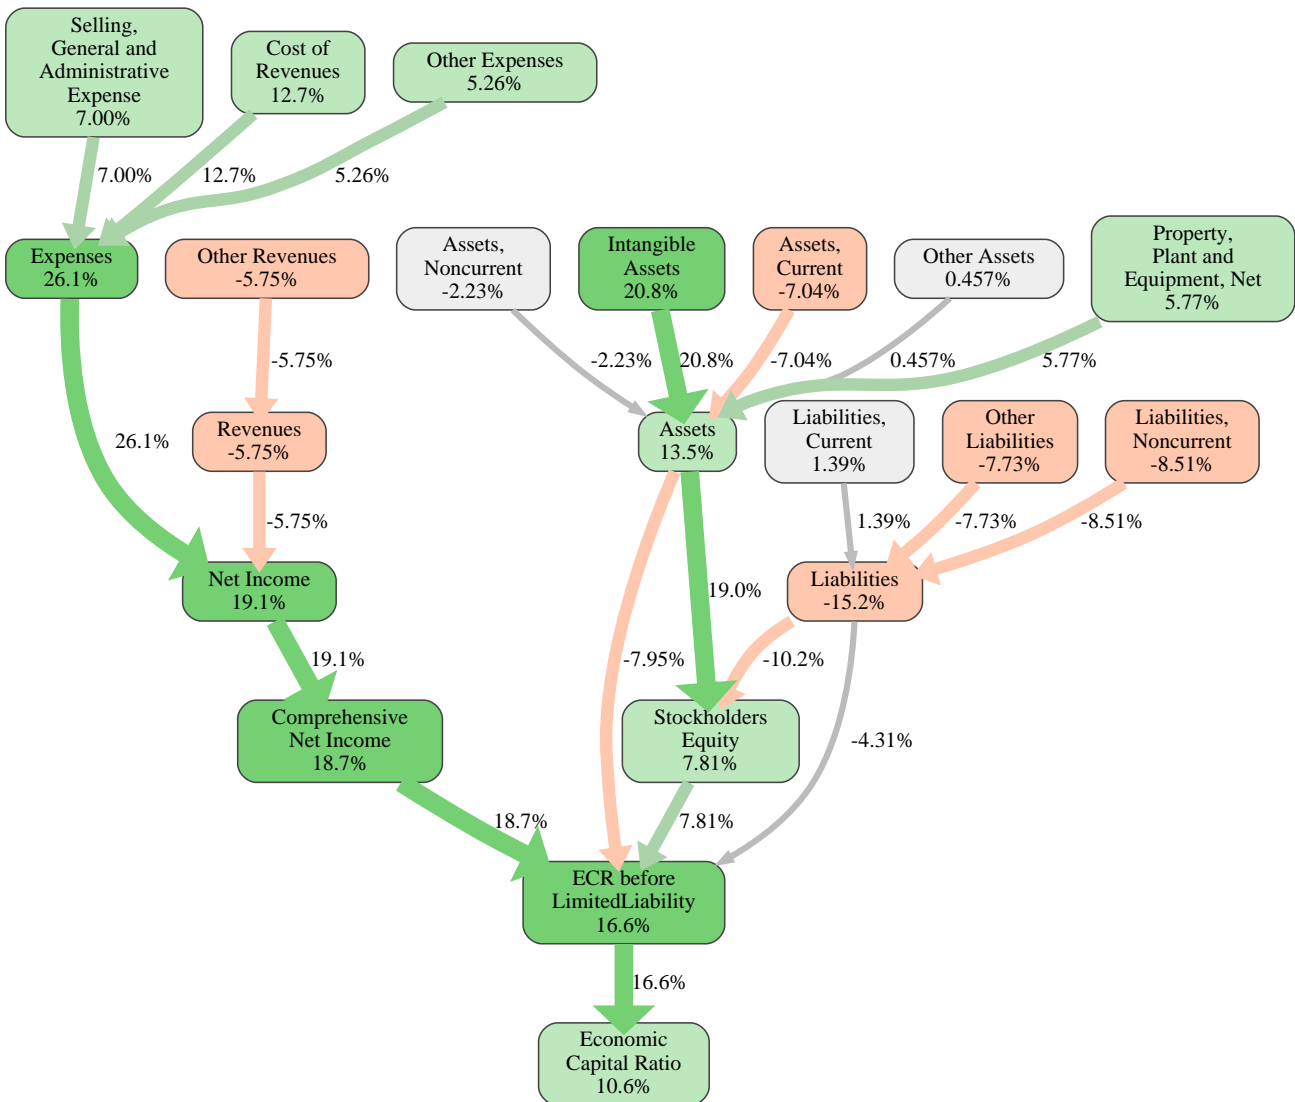 Selling,
General and
Administrative
Expense
7.00%
Cost of
Revenues
12.7%
Other Expenses
5.26%
7.00%
12.7%
5.26%
Expenses
26.1%
Other Revenues
-5.75%
Assets,
Noncurrent
-2.23%
Intangible
Assets
20.8%
Assets,
Current
-7.04%
Other Assets
0.457%
Property,
Plant and
Equipment, Net
5.77%
-5.75%
-2.23%
20.8%
-7.04%
0.457%
5.77%
26.1%
Revenues
-5.75%
Assets
13.5%
Liabilities,
Current
1.39%
Other
Liabilities
-7.73%
Liabilities,
Noncurrent
-8.51%
-5.75%
1.39%
-7.73%
-8.51%
Net Income
19.1%
19.0%
Liabilities
-15.2%
19.1%
-7.95%
-10.2%
Comprehensive
Net Income
18.7%
Stockholders
Equity
7.81%
-4.31%
18.7%
7.81%
ECR before
LimitedLiability
16.6%
16.6%
Economic
Capital Ratio
10.6%